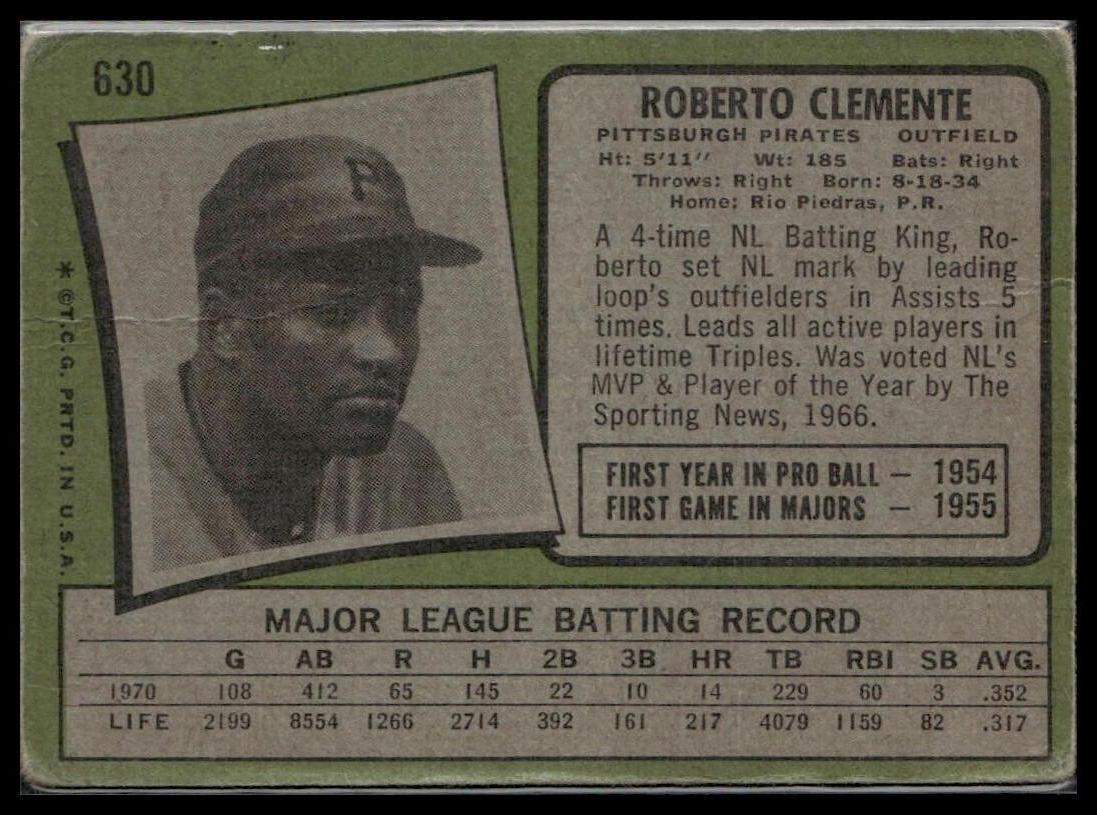 630
P
* ©T.C.G. PRTD. IN U.S.A.
ROBERTO CLEMENTE
PITTSBURGH PIRATES OUTFIELD
Ht: 5'11" Wt: 185 Bats: Right
Throws: Right Born: 8-18-34
Home: Rio Piedras, P.R.
A 4-time NL Batting King, Ro-
berto set NL mark by leading
loop's outfielders in Assists 5
times. Leads all active players in
lifetime Triples. Was voted NL's
MVP & Player of the Year by The
Sporting News, 1966.
FIRST YEAR IN PRO BALL – 1954
FIRST GAME IN MAJORS – 1955
MAJOR LEAGUE BATTING RECORD
G AB R H 2B 3B HR TB RBI SB AVG.
1970 108 412 65 145 22 10 14 229 60 3 .352
LIFE 2199 8554 1266 2714 392 161 217 4079 1159 82 .317